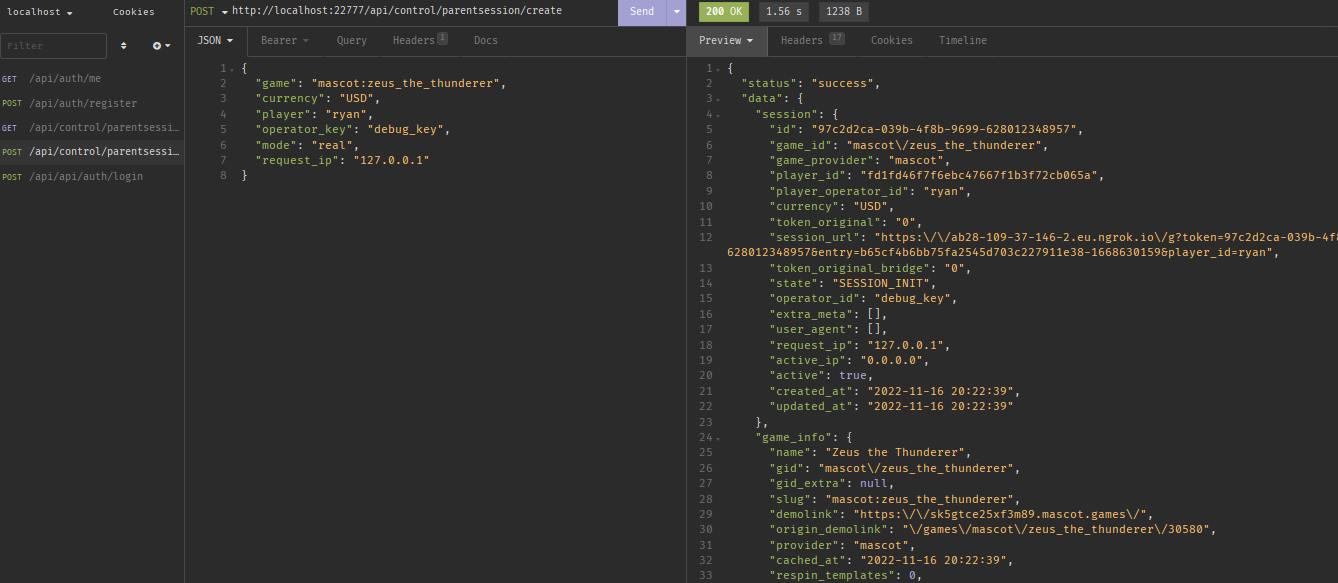 localhost
Cookies
POST http://localhost:22777/api/control/parentsession/create
Send
200 OK
1.56 s
1238 B
Filter
JSON
Bearer
Query
Headers 1
Docs
Preview
Headers 17
Cookies
Timeline
GET /api/auth/me
POST /api/auth/register
GET /api/control/parentsessi...
POST /api/control/parentsessi...
POST /api/api/auth/login
1 {
2 "game": "mascot:zeus_the_thunderer",
3 "currency": "USD",
4 "player": "ryan",
5 "operator_key": "debug_key",
6 "mode": "real",
7 "request_ip": "127.0.0.1"
8 }
1 {
2 "status": "success",
3 "data": {
4 "session": {
5 "id": "97c2d2ca-039b-4f8b-9699-628012348957",
6 "game_id": "mascot\/zeus_the_thunderer",
7 "game_provider": "mascot",
8 "player_id": "fd1fd46f7f6ebc47667f1b3f72cb065a",
9 "player_operator_id": "ryan",
10 "currency": "USD",
11 "token_original": "0",
12 "session_url": "https:\/\/ab28-109-37-146-2.eu.ngrok.io\/g?token=97c2d2ca-039b-4f8
628012348957&entry=b65cf4b6bb75fa2545d703c227911e38-1668630159&player_id=ryan",
13 "token_original_bridge": "0",
14 "state": "SESSION_INIT",
15 "operator_id": "debug_key",
16 "extra_meta": [],
17 "user_agent": [],
18 "request_ip": "127.0.0.1",
19 "active_ip": "0.0.0.0",
20 "active": true,
21 "created_at": "2022-11-16 20:22:39",
22 "updated_at": "2022-11-16 20:22:39"
23 },
24 "game_info": {
25 "name": "Zeus the Thunderer",
26 "gid": "mascot\/zeus_the_thunderer",
27 "gid_extra": null,
28 "slug": "mascot:zeus_the_thunderer",
29 "demolink": "https:\/\/sk5gtce25xf3m89.mascot.games\/",
30 "origin_demolink": "\/games\/mascot\/zeus_the_thunderer\/30580",
31 "provider": "mascot",
32 "cached_at": "2022-11-16 20:22:39",
33 "respin_templates": 0,